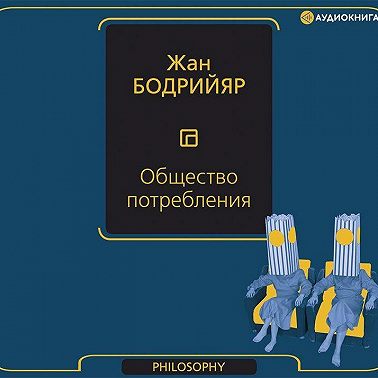 АУДИОКНИГА
Жан
БОДРИЙЯР
Общество
потребления
PHILOSOPHY